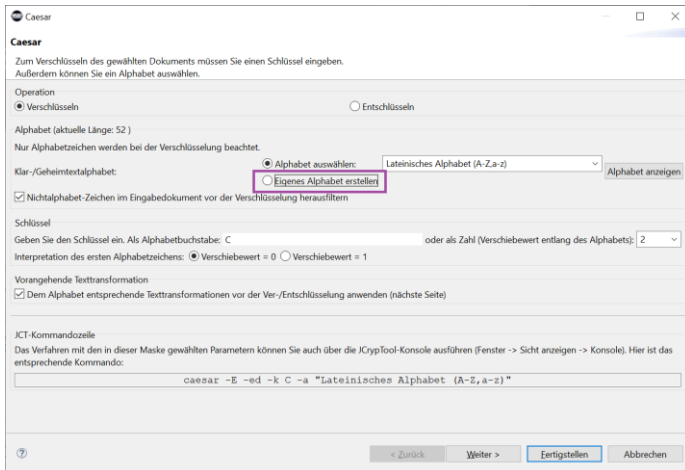 Caesar
Caesar
Zum Verschlüsseln des gewählten Dokuments müssen Sie einen Schlüssel eingeben.
Außerdem können Sie ein Alphabet auswählen.
Operation
Verschlüsseln Entschlüsseln
Alphabet (aktuelle Länge: 52 )
Nur Alphabetzeichen werden bei der Verschlüsselung beachtet.
Klar-/Geheimtextalphabet: Alphabet auswählen: Lateinisches Alphabet (A-Z,a-z) Alphabet anzeigen
Eigenes Alphabet erstellen
Nichtalphabet-Zeichen im Eingabedokument vor der Verschlüsselung herausfiltern
Schlüssel
Geben Sie den Schlüssel ein. Als Alphabetbuchstabe: C oder als Zahl (Verschiebewert entlang des Alphabets): 2
Interpretation des ersten Alphabetzeichens: Verschiebewert = 0 Verschiebewert = 1
Vorangehende Texttransformation
Dem Alphabet entsprechende Texttransformationen vor der Ver-/Entschlüsselung anwenden (nächste Seite)
JCT-Kommandozeile
Das Verfahren mit den in dieser Maske gewählten Parametern können Sie auch über die JCrypTool-Konsole ausführen (Fenster -> Sicht anzeigen -> Konsole). Hier ist das
entsprechende Kommando:
caesar -E -ed -k C -a "Lateinisches Alphabet (A-Z,a-z)"
? < Zurück Weiter > Fertigstellen Abbrechen